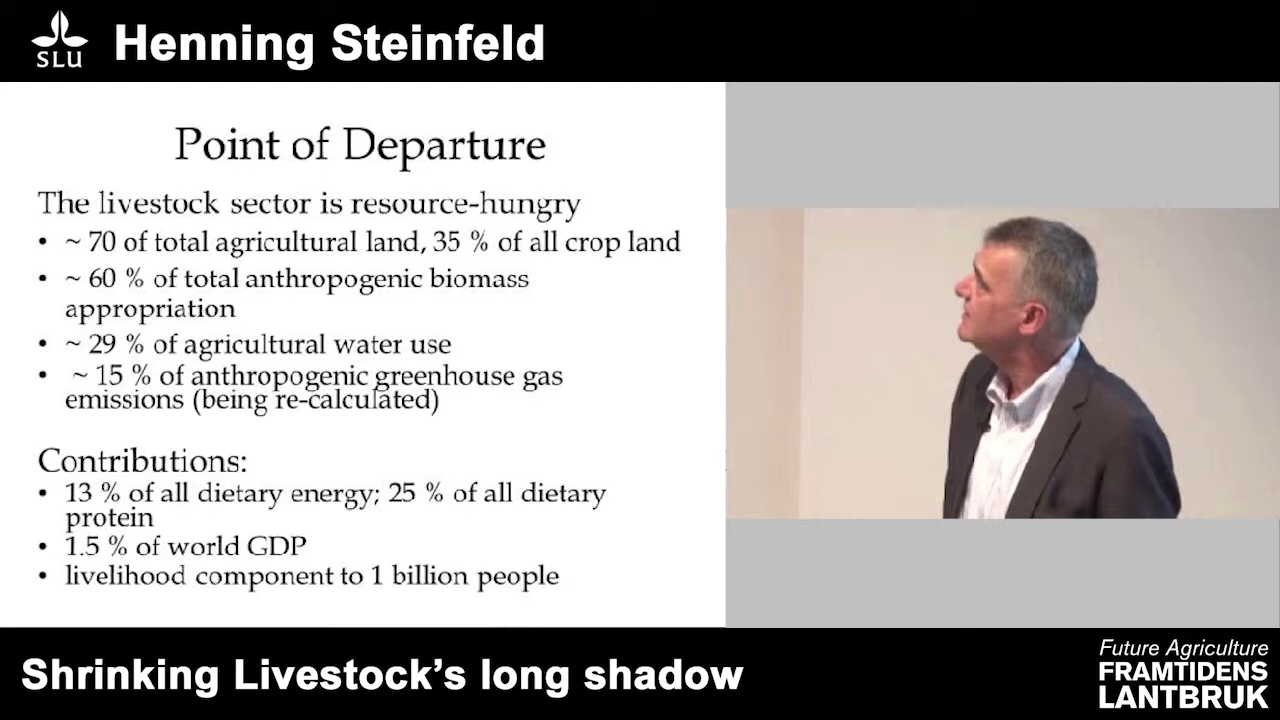 SLU
Henning Steinfeld
Point of Departure
The livestock sector is resource-hungry
• ~ 70 of total agricultural land, 35 % of all crop land
• ~ 60 % of total anthropogenic biomass
appropriation
• ~ 29 % of agricultural water use
• ~ 15 % of anthropogenic greenhouse gas
emissions (being re-calculated)
Contributions:
• 13 % of all dietary energy; 25 % of all dietary
protein
• 1.5 % of world GDP
• livelihood component to 1 billion people
Shrinking Livestock’s long shadow
Future Agriculture
FRAMTIDENS
LANTBRUK